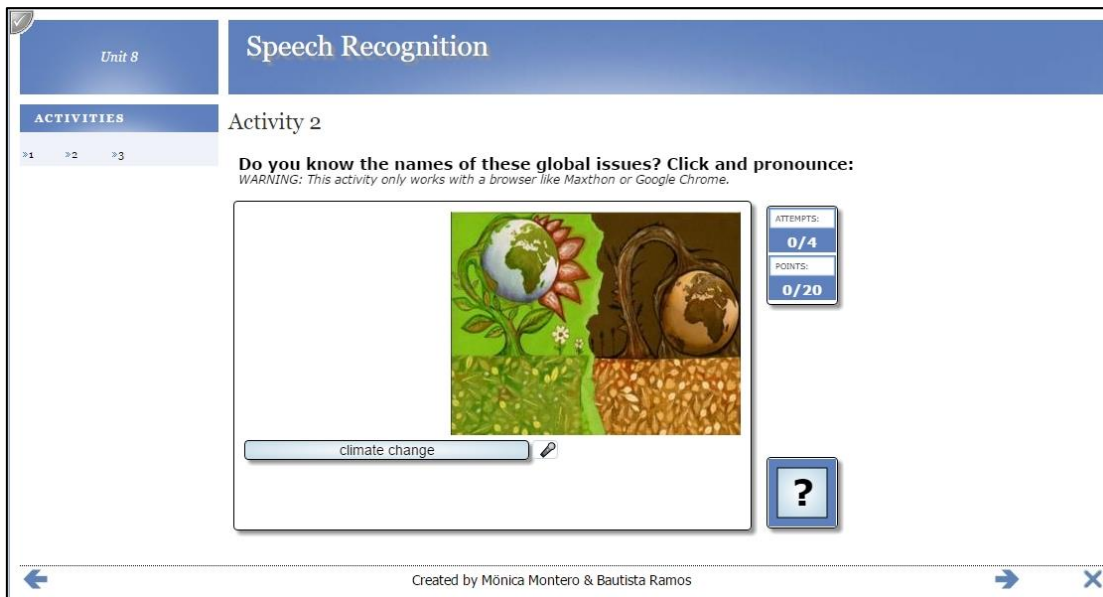 Unit 8
Speech Recognition
ACTIVITIES
»1 »2 »3
Activity 2
Do you know the names of these global issues? Click and pronounce:
WARNING: This activity only works with a browser like Maxthon or Google Chrome.
ATTEMPTS:
0/4
POINTS:
0/20
climate change
?
Created by Mónica Montero & Bautista Ramos